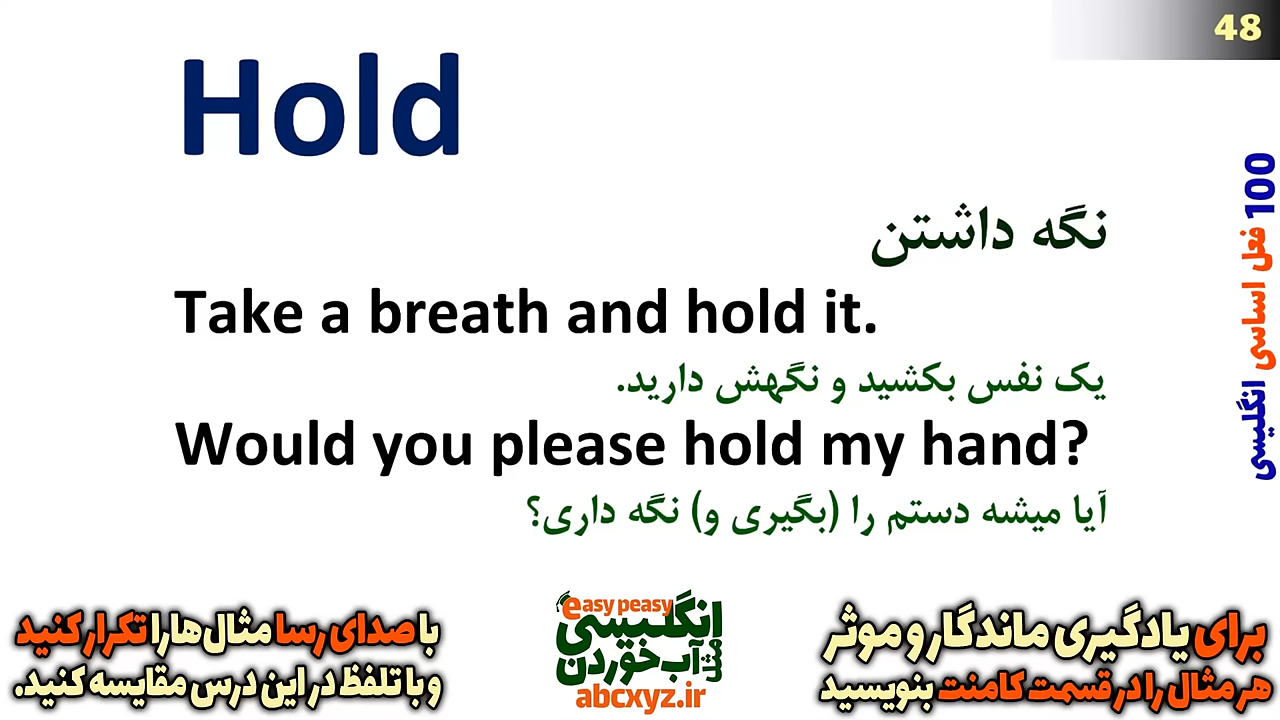 48
Hold
نگه داشتن
Take a breath and hold it.
یک نفس بکشید و نگهش دارید.
Would you please hold my hand?
آیا میشه دستم را (بگیری و) نگه داری؟
100 فعل اساسی انگلیسی
برای یادگیری ماندگار و موثر
هر مثال را در قسمت کامنت بنویسید
easy peasy
انگلیسی
مثل آب خوردن
abcxyz.ir
با صدای رسا مثال‌ها را تکرار کنید
و با تلفظ در این درس مقایسه کنید.